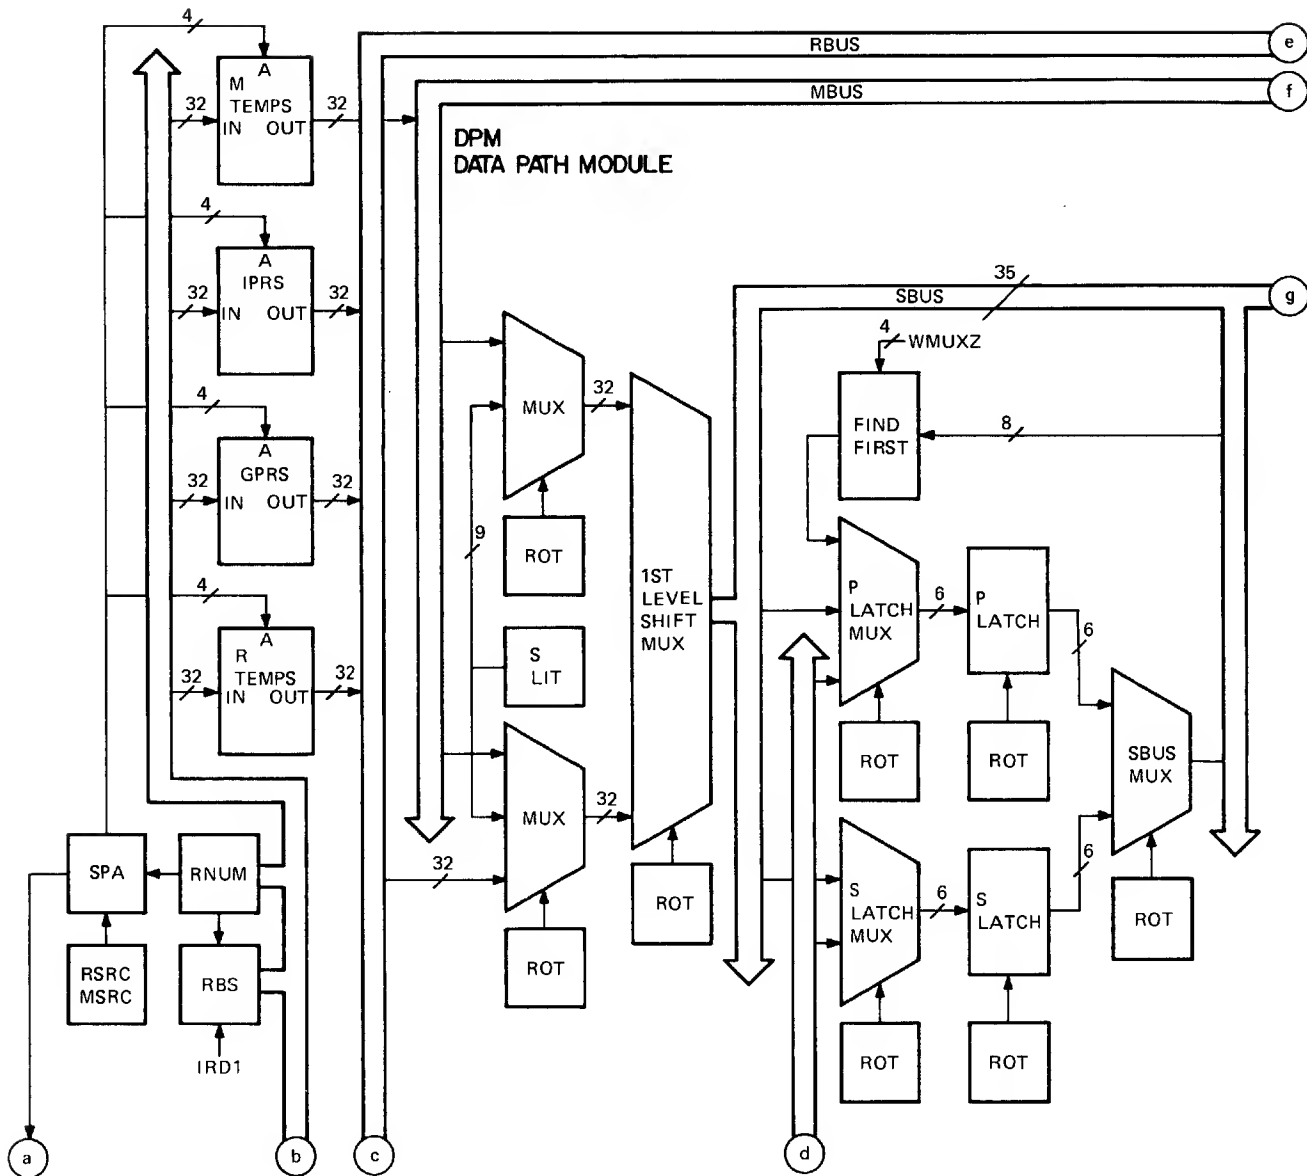 4
RBUS
e
MBUS
f
M
A
TEMPS
IN OUT
32
32
DPM
DATA PATH MODULE
4
A
IPRS
IN OUT
32
32
35
SBUS
g
4
WMUXZ
MUX
32
FIND
FIRST
8
4
A
GPRS
IN OUT
32
32
9
ROT
1ST
LEVEL
SHIFT
MUX
P
LATCH
MUX
6
P
LATCH
6
4
A
R
TEMPS
IN OUT
32
32
S
LIT
ROT
ROT
SBUS
MUX
MUX
32
32
SPA
RNUM
ROT
ROT
S
LATCH
MUX
6
S
LATCH
6
ROT
RSRC
MSRC
RBS
IRD1
ROT
ROT
a
b
c
d